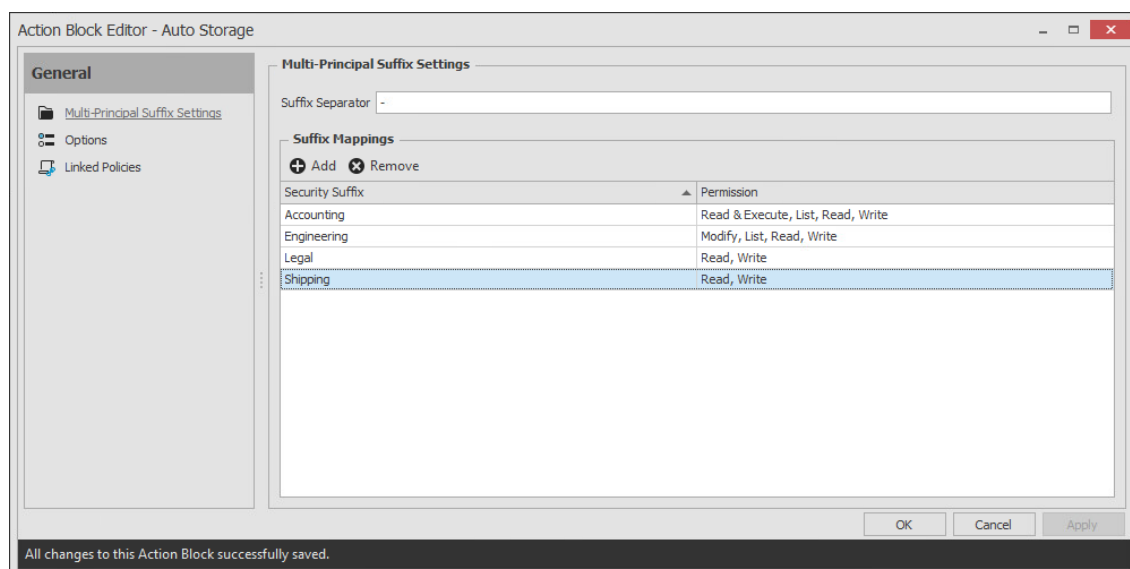 Action Block Editor - Auto Storage
General
Multi-Principal Suffix Settings
Options
Linked Policies
Multi-Principal Suffix Settings
Suffix Separator -
Suffix Mappings
Add Remove
Security Suffix Permission
Accounting Read & Execute, List, Read, Write
Engineering Modify, List, Read, Write
Legal Read, Write
Shipping Read, Write
OK Cancel Apply
All changes to this Action Block successfully saved.